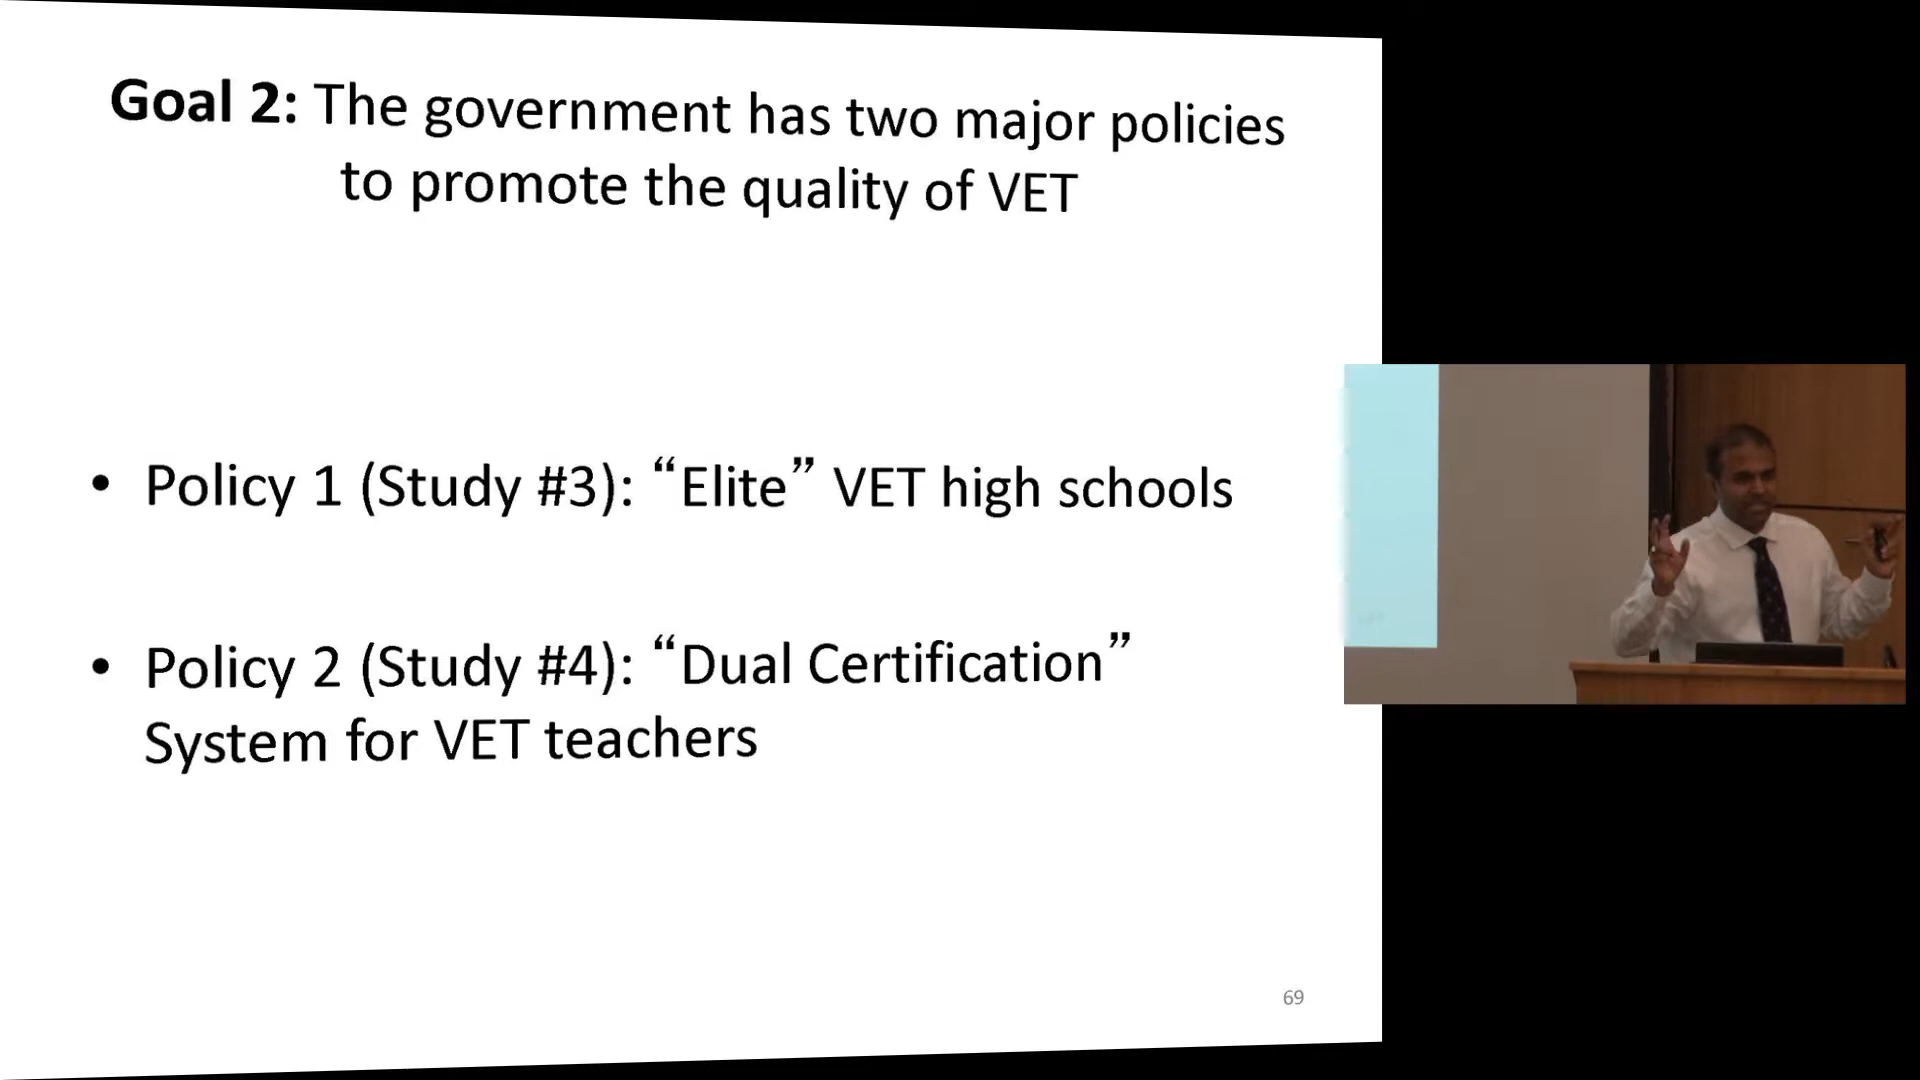 Goal 2: The government has two major policies
to promote the quality of VET
• Policy 1 (Study #3): “Elite” VET high schools
• Policy 2 (Study #4): “Dual Certification”
System for VET teachers
69